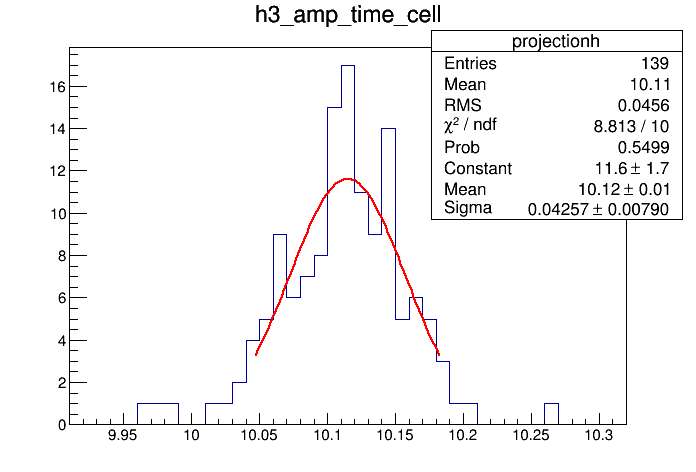 h3_amp_time_cell
projectionh
Entries 139
Mean 10.11
RMS 0.0456
χ² / ndf 8.813 / 10
Prob 0.5499
Constant 11.6 ± 1.7
Mean 10.12 ± 0.01
Sigma 0.04257 ± 0.00790
16
14
12
10
8
6
4
2
0
9.95 10 10.05 10.1 10.15 10.2 10.25 10.3